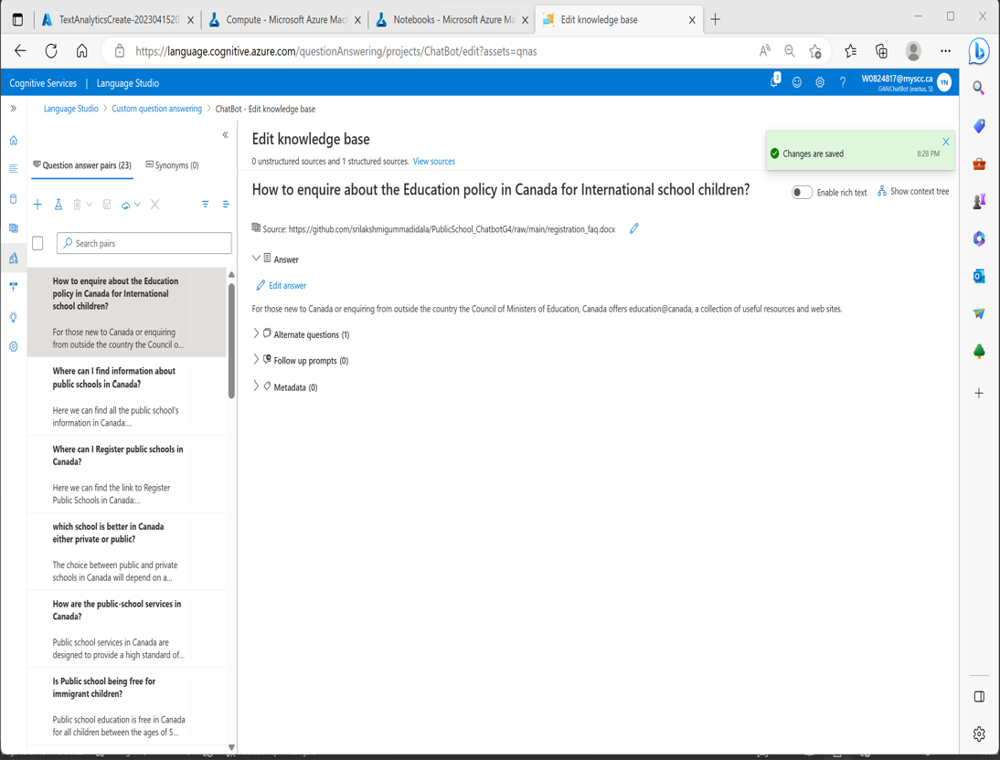 TextAnalyticsCreate-2023041520
Compute - Microsoft Azure Mac
Notebooks - Microsoft Azure Ma
Edit knowledge base
https://language.cognitive.azure.com/questionAnswering/projects/ChatBot/edit?assets=qnas
Cognitive Services | Language Studio
3
?
W0824817@myscc.ca
G4AIChatBot (eastus, S)
YN
Language Studio > Custom question answering > ChatBot - Edit knowledge base
Question answer pairs (23)
Synonyms (0)
Search pairs
How to enquire about the Education
policy in Canada for International
school children?
For those new to Canada or enquiring
from outside the country the Council o...
Where can I find information about
public schools in Canada?
Here we can find all the public school's
information in Canada:...
Where can I Register public schools in
Canada?
Here we can find the link to Register
Public Schools in Canada:...
which school is better in Canada
either private or public?
The choice between public and private
schools in Canada will depend on a...
How are the public-school services in
Canada?
Public school services in Canada are
designed to provide a high standard of...
Is Public school being free for
immigrant children?
Public school education is free in Canada
for all children between the ages of 5...
Edit knowledge base
0 unstructured sources and 1 structured sources. View sources
Changes are saved
8:28 PM
How to enquire about the Education policy in Canada for International school children?
Enable rich text
Show context tree
Source: https://github.com/srilakshmigummadidala/PublicSchool_ChatbotG4/raw/main/registration_faq.docx
Answer
Edit answer
For those new to Canada or enquiring from outside the country the Council of Ministers of Education, Canada offers education@canada, a collection of useful resources and web sites.
Alternate questions (1)
Follow up prompts (0)
Metadata (0)